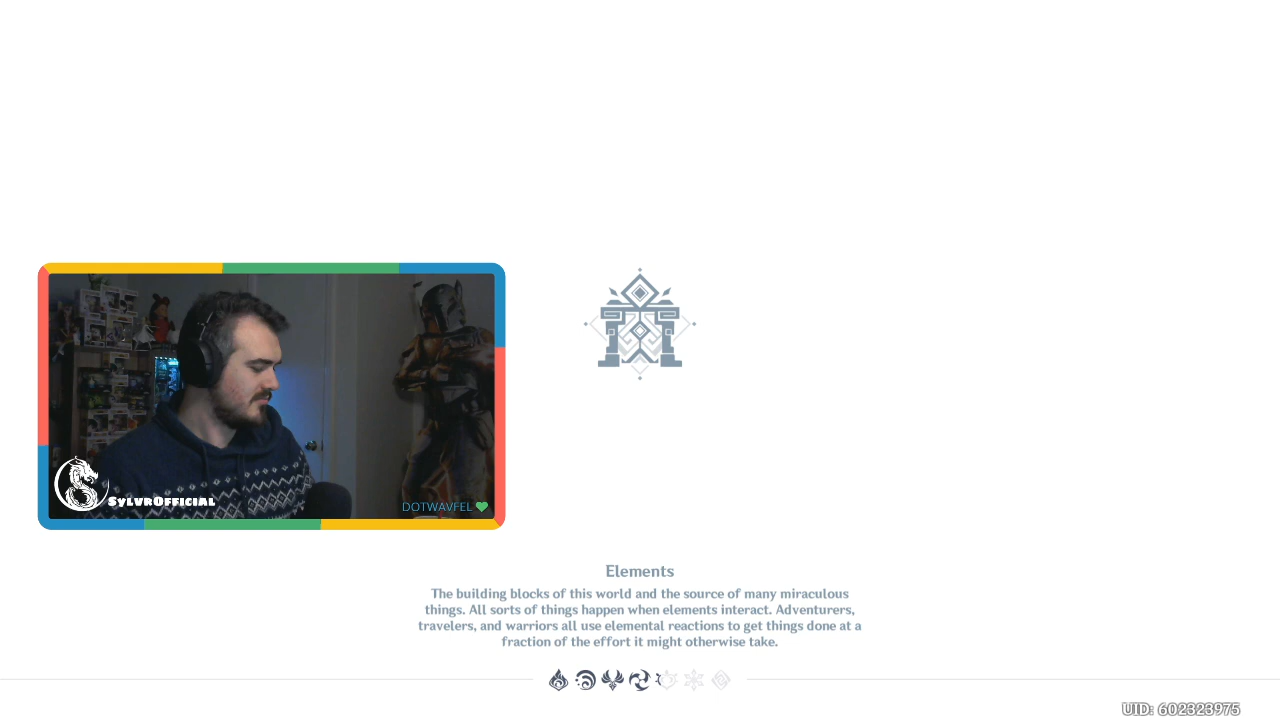 SylvrOfficial
DOTWAVFEL
Elements
The building blocks of this world and the source of many miraculous
things. All sorts of things happen when elements interact. Adventurers,
travelers, and warriors all use elemental reactions to get things done at a
fraction of the effort it might otherwise take.
UID: 602323975